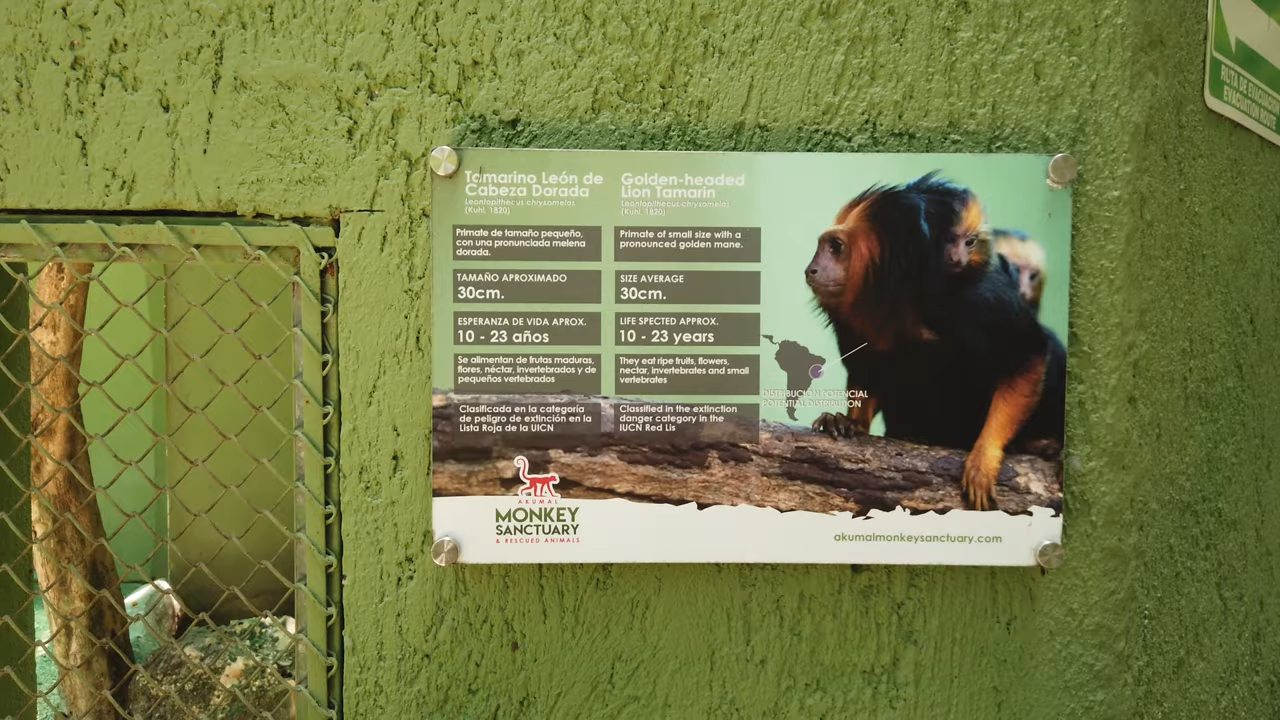 Tamarino León de
Cabeza Dorada
Leontopithecus chrysomelas
(Kuhl, 1820)
Primate de tamaño pequeño,
con una pronunciada melena
dorada.
TAMAÑO APROXIMADO
30cm.
ESPERANZA DE VIDA APROX.
10 - 23 años
Se alimentan de frutas maduras,
flores, néctar, invertebrados y de
pequeños vertebrados
Clasificada en la categoría
de peligro de extinción en la
Lista Roja de la UICN
Golden-headed
Lion Tamarin
Leontopithecus chrysomelas
(Kuhl, 1820)
Primate of small size with a
pronounced golden mane.
SIZE AVERAGE
30cm.
LIFE SPECTED APPROX.
10 - 23 years
They eat ripe fruits, flowers,
nectar, invertebrates and small
vertebrates
Classified in the extinction
danger category in the
IUCN Red Lis
DISTRIBUCIÓN POTENCIAL
POTENTIAL DISTRIBUTION
AKUMAL
MONKEY
SANCTUARY
& RESCUED ANIMALS
akumalmonkeysanctuary.com
RUTA DE EVACUACIÓN
EVACUATION ROUT